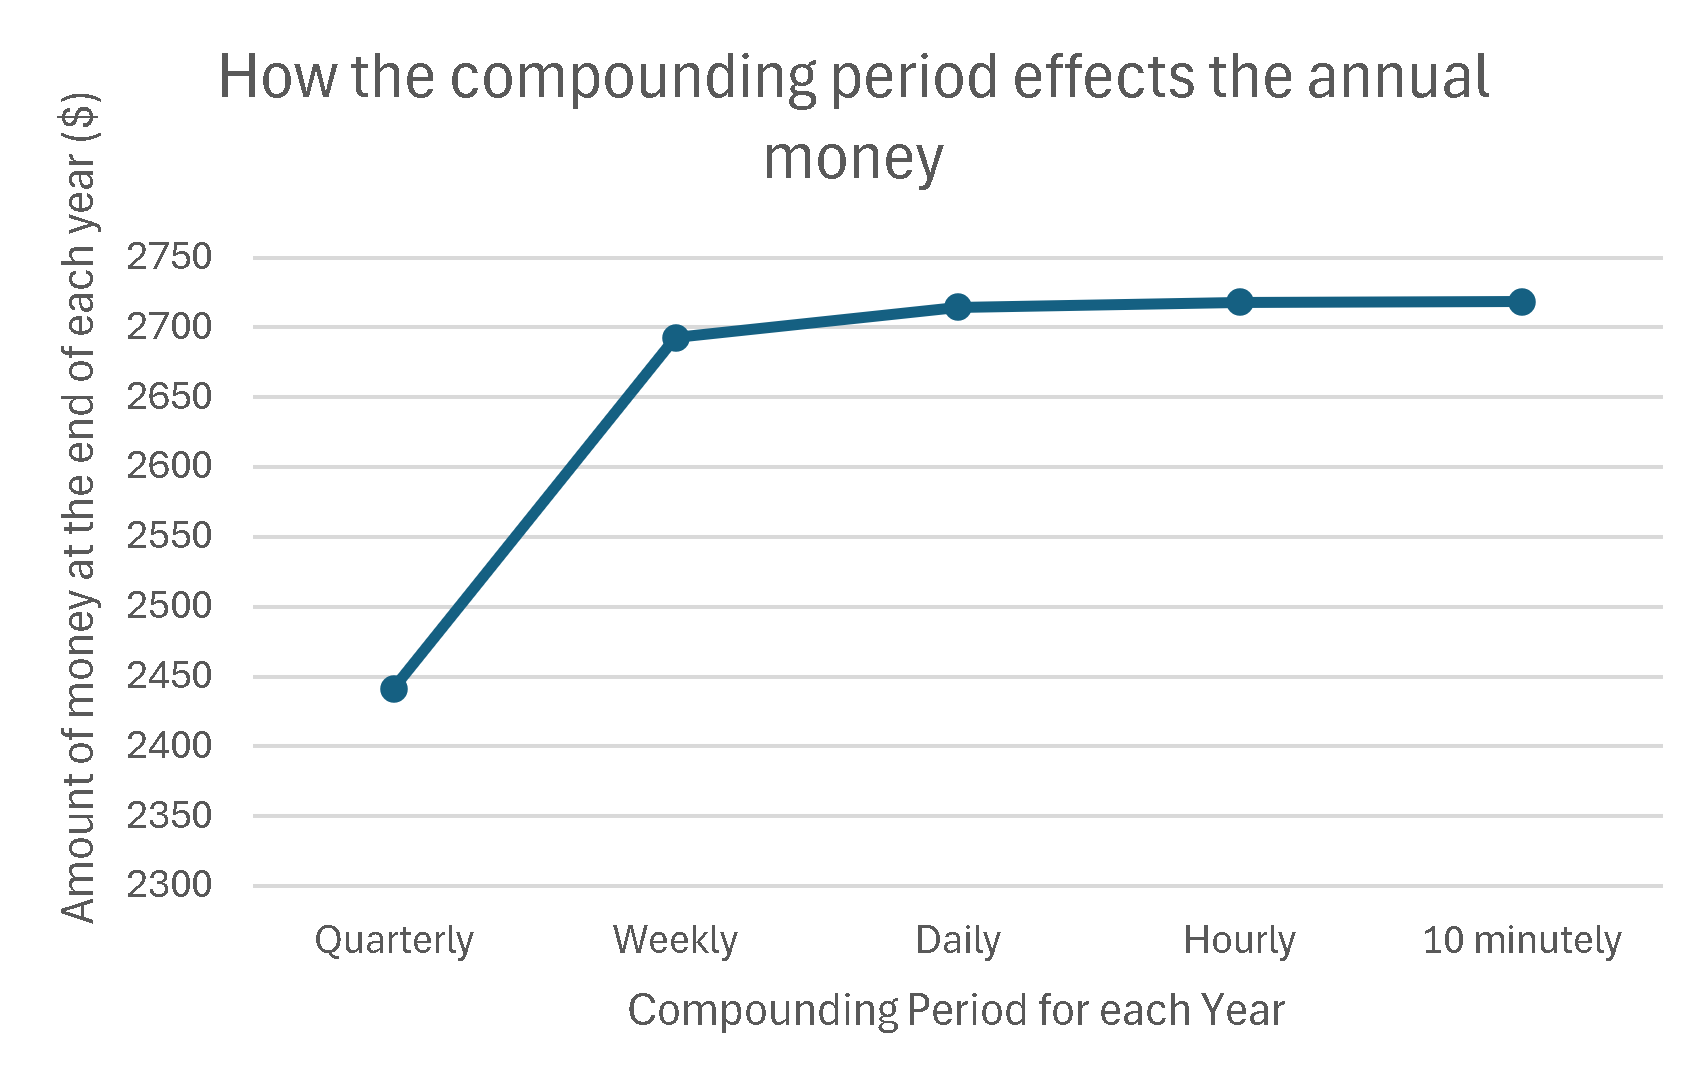 How the compounding period effects the annual
money
Amount of money at the end of each year ($)
2750
2700
2650
2600
2550
2500
2450
2400
2350
2300
Quarterly
Weekly
Daily
Hourly
10 minutely
Compounding Period for each Year